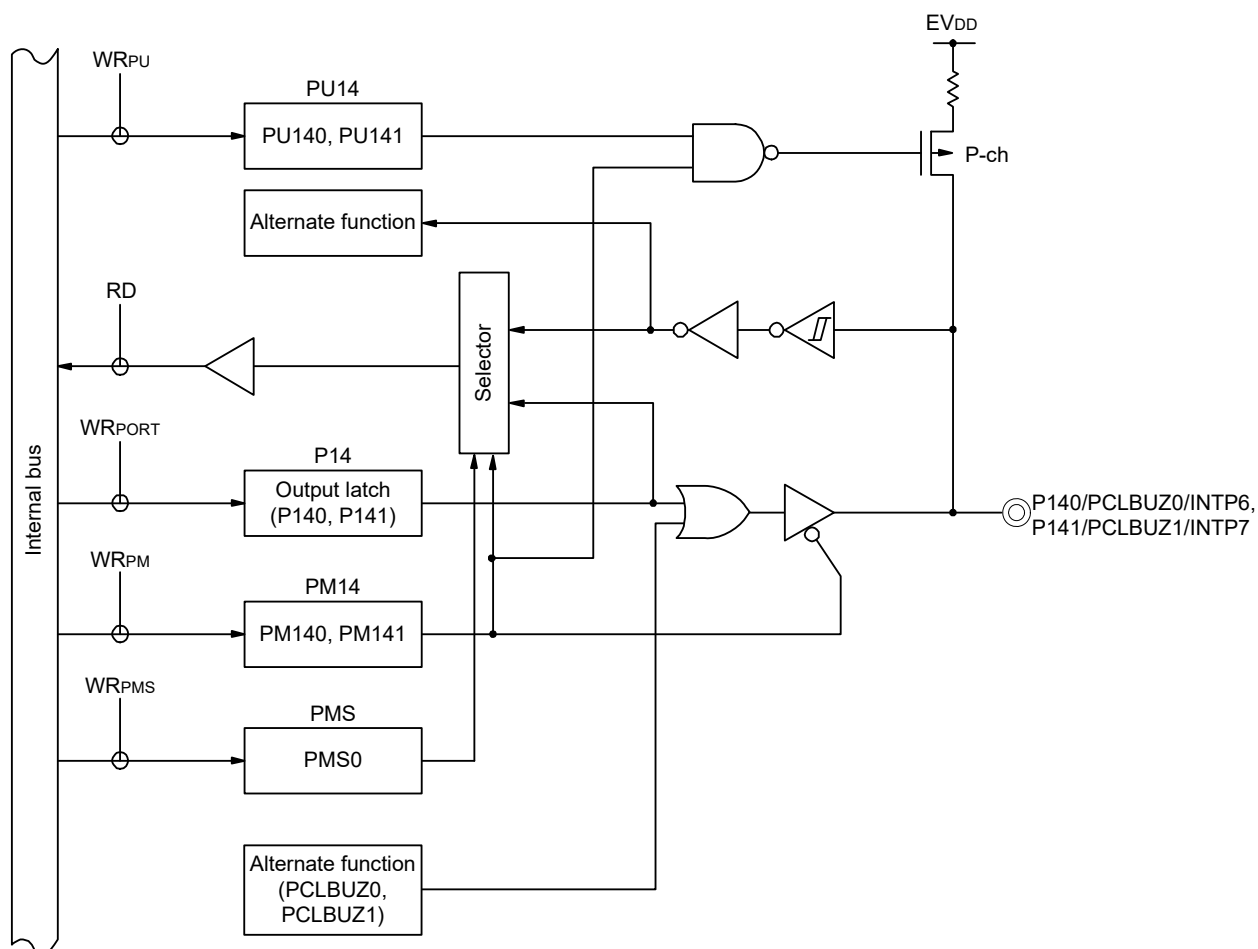 EVDD
WRPU
PU14
PU140, PU141
P-ch
Alternate function
RD
Selector
WRPORT
P14
Output latch
(P140, P141)
P140/PCLBUZ0/INTP6,
P141/PCLBUZ1/INTP7
Internal bus
WRPM
PM14
PM140, PM141
WRPMS
PMS
PMS0
Alternate function
(PCLBUZ0,
PCLBUZ1)